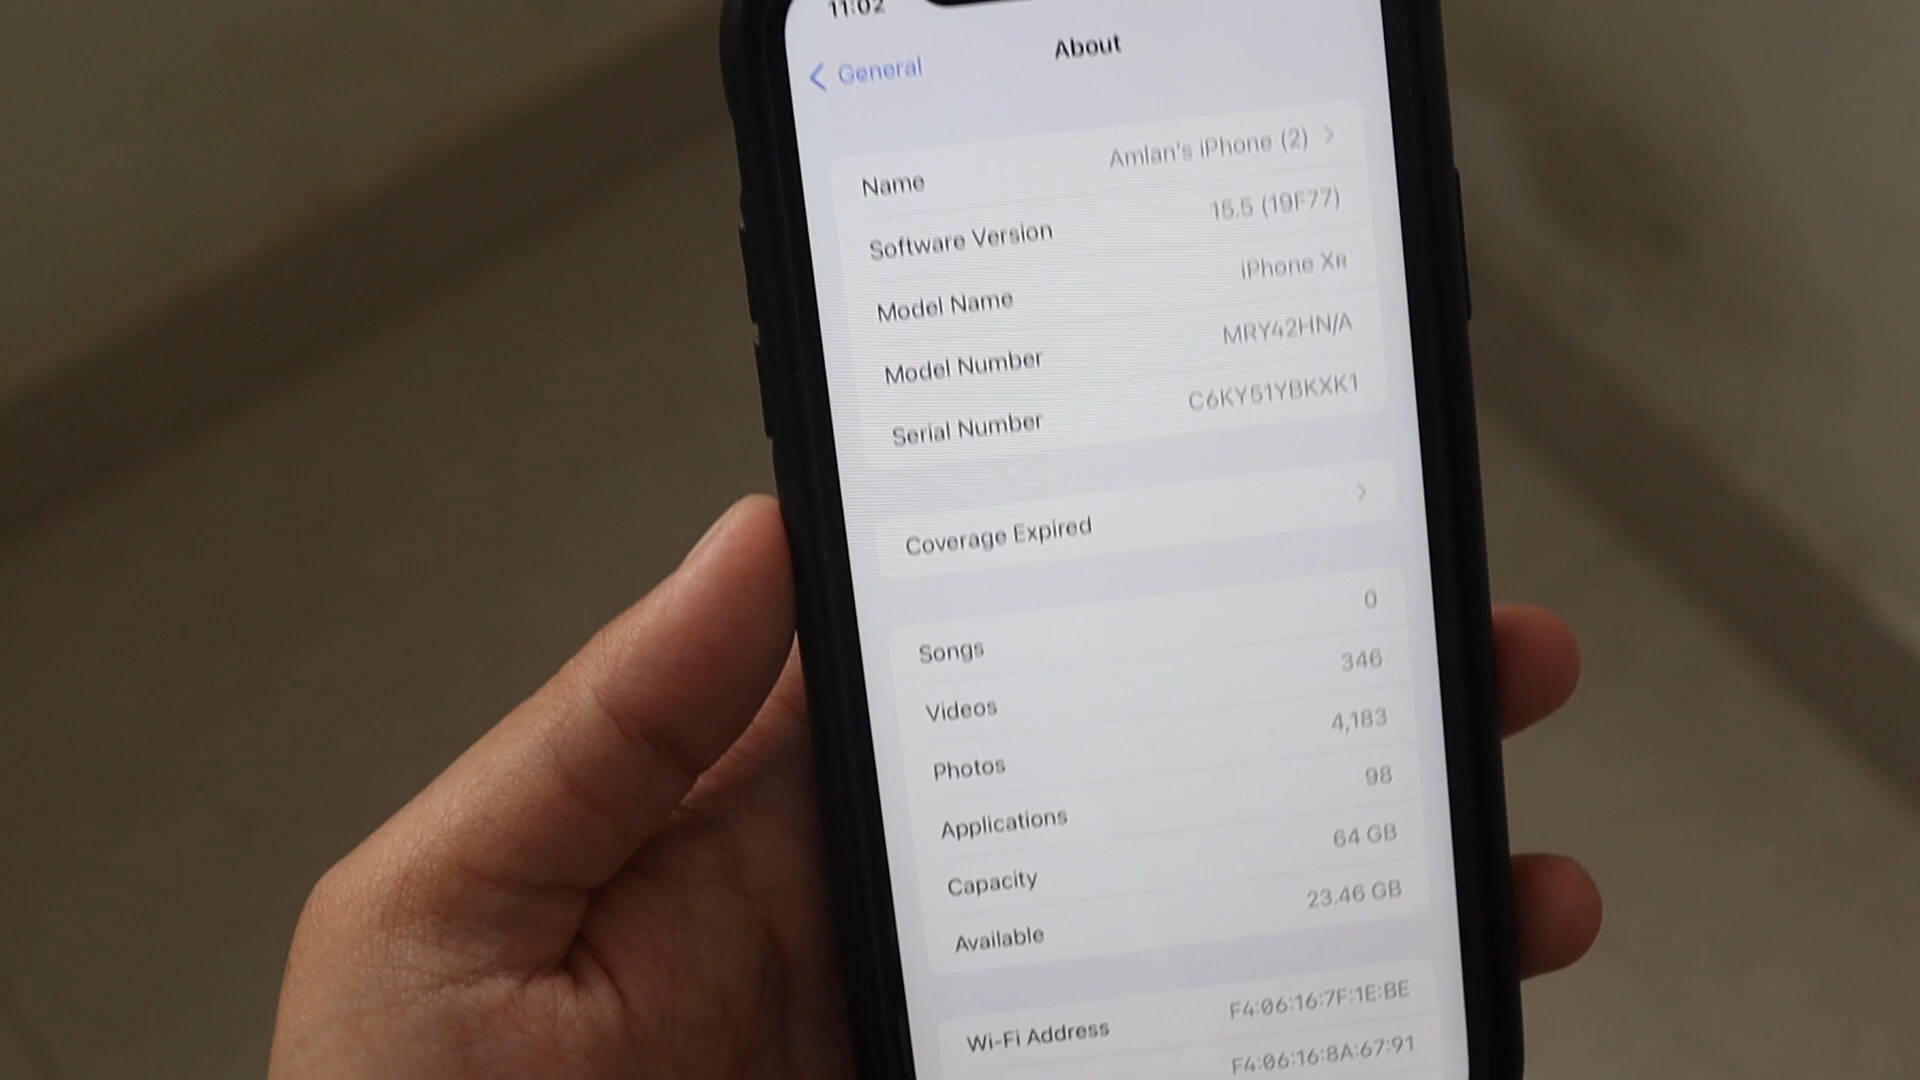 11:02
General
About
Name Amlan's iPhone (2)
Software Version 15.5 (19F77)
Model Name iPhone XR
Model Number MRY42HN/A
Serial Number C6KY51YBKXK1
Coverage Expired
Songs 0
Videos 346
Photos 4,183
Applications 98
Capacity 64 GB
Available 23.46 GB
Wi-Fi Address F4:06:16:7F:1E:BE
F4:06:16:8A:67:91